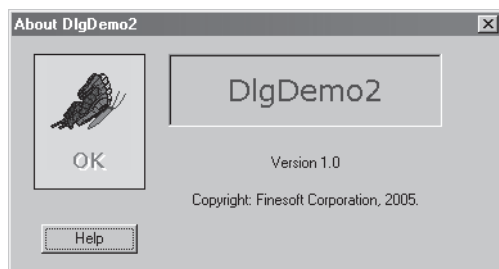 About DlgDemo2
DlgDemo2
OK
Version 1.0
Copyright: Finesoft Corporation, 2005.
Help